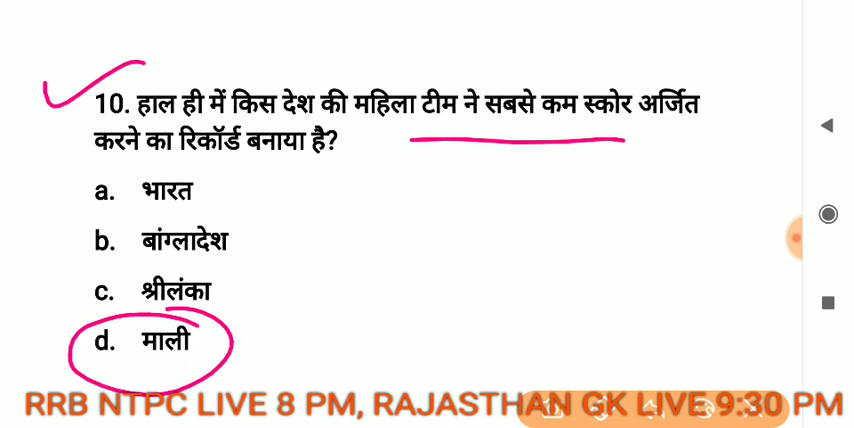 10. हाल ही में किस देश की महिला टीम ने सबसे कम स्कोर अर्जित
करने का रिकॉर्ड बनाया है?
a. भारत
b. बांग्लादेश
c. श्रीलंका
d. माली
RRB NTPC LIVE 8 PM, RAJASTHAN GK LIVE 9:30 PM